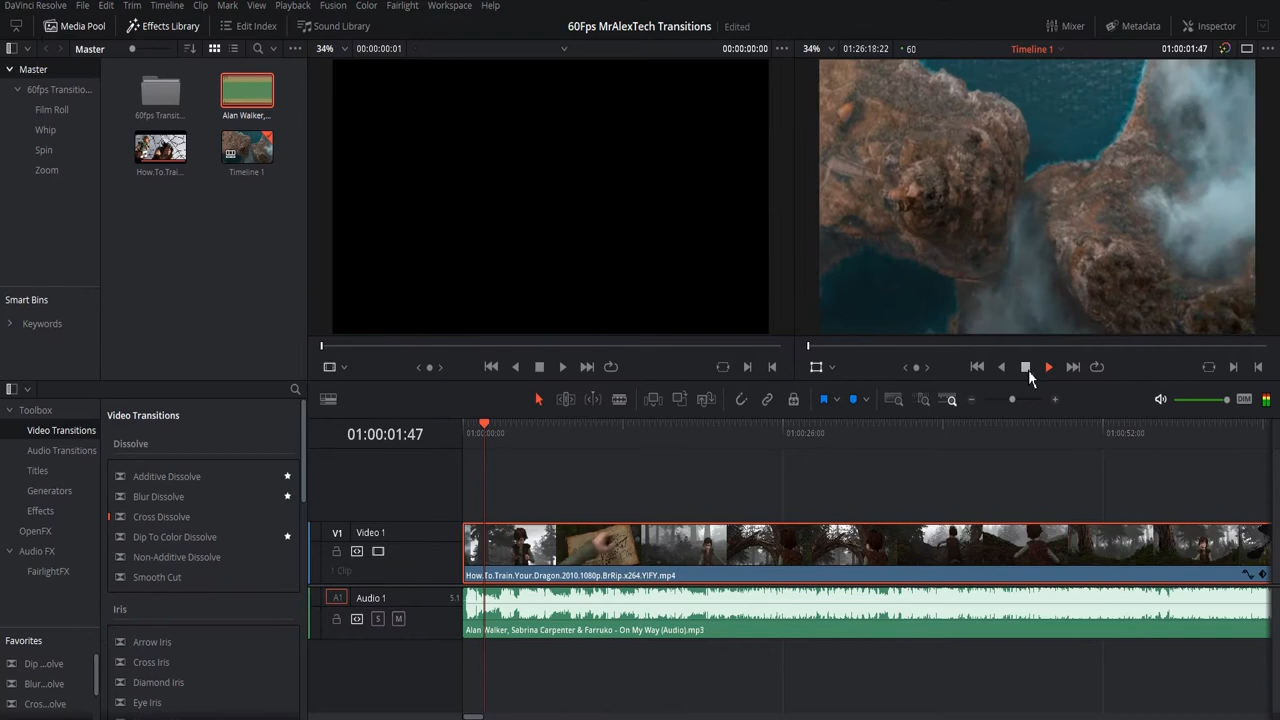 DaVinci Resolve File Edit Trim Timeline Clip Mark View Playback Fusion Color Fairlight Workspace Help
Media Pool Effects Library Edit Index Sound Library 60Fps MrAlexTech Transitions Edited Mixer Metadata Inspector
Master 34% 00:00:00:01 00:00:00:00 34% 01:26:18:22 60 Timeline 1 01:00:01:47
Master
60fps Transitio...
Film Roll
Whip
Spin
Zoom
60fps Transit... Alan Walker,...
How.To.Trai... Timeline 1
Smart Bins
Keywords
Toolbox
Video Transitions
Audio Transitions
Titles
Generators
Effects
OpenFX
Audio FX
FairlightFX
Favorites
Dip ...olve
Blur...olve
Cros...olve
Video Transitions
Dissolve
Additive Dissolve
Blur Dissolve
Cross Dissolve
Dip To Color Dissolve
Non-Additive Dissolve
Smooth Cut
Iris
Arrow Iris
Cross Iris
Diamond Iris
Eye Iris
DIM
01:00:01:47 01:00:00:00 01:00:26:00 01:00:52:00
V1 Video 1
1 Clip
How.To.Train.Your.Dragon.2010.1080p.BrRip.x264.YIFY.mp4
A1 Audio 1 5.1
S M
Alan Walker, Sabrina Carpenter & Farruko - On My Way (Audio).mp3